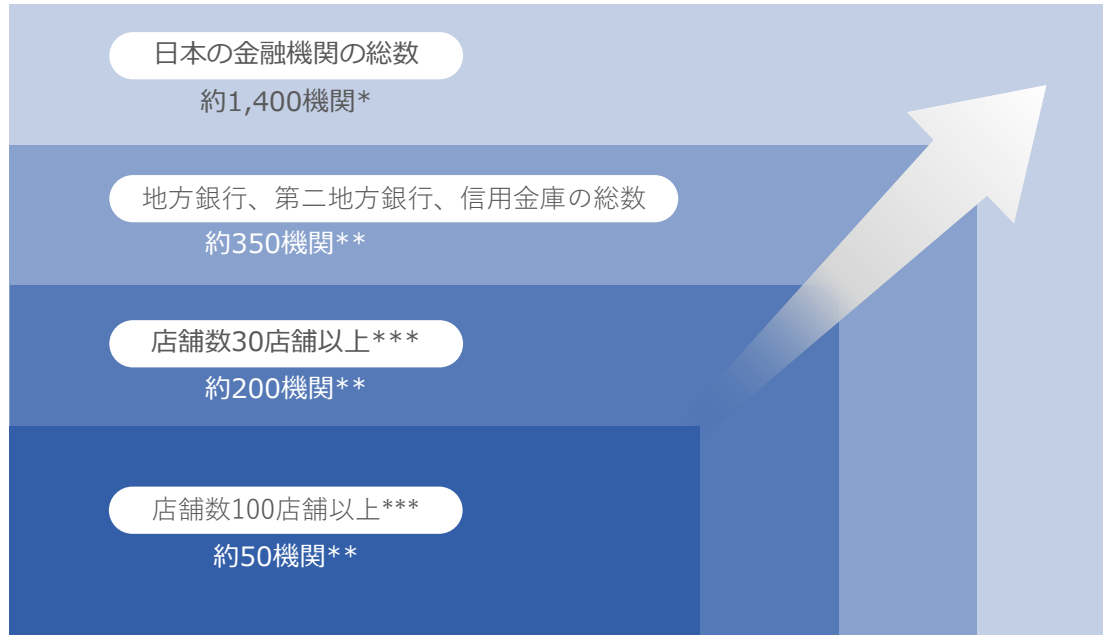 日本の金融機関の総数
約1,400機関*
地方銀行、第二地方銀行、信用金庫の総数
約350機関**
店舗数30店舗以上***
約200機関**
店舗数100店舗以上***
約50機関**